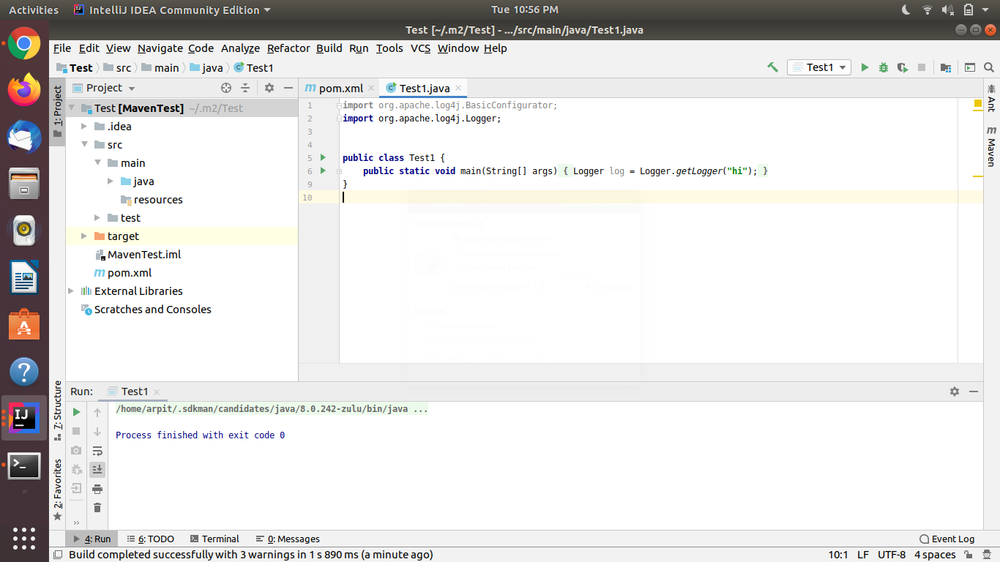 Activities IntelliJ IDEA Community Edition Tue 10:56 PM
Test [~/.m2/Test] - .../src/main/java/Test1.java
File Edit View Navigate Code Analyze Refactor Build Run Tools VCS Window Help
Test src main java Test1 Test1
1: Project
Project
pom.xml Test1.java
Test [MavenTest] ~/.m2/Test
.idea
src
main
java
resources
test
target
MavenTest.iml
pom.xml
External Libraries
Scratches and Consoles
1 import org.apache.log4j.BasicConfigurator;
2 import org.apache.log4j.Logger;
3
4
5 public class Test1 {
6 public static void main(String[] args) { Logger log = Logger.getLogger("hi"); }
9 }
10
Ant
Maven
7: Structure
2: Favorites
Run: Test1
/home/arpit/.sdkman/candidates/java/8.0.242-zulu/bin/java ...
Process finished with exit code 0
4: Run 6: TODO Terminal 0: Messages Event Log
Build completed successfully with 3 warnings in 1 s 890 ms (a minute ago) 10:1 LF UTF-8 4 spaces